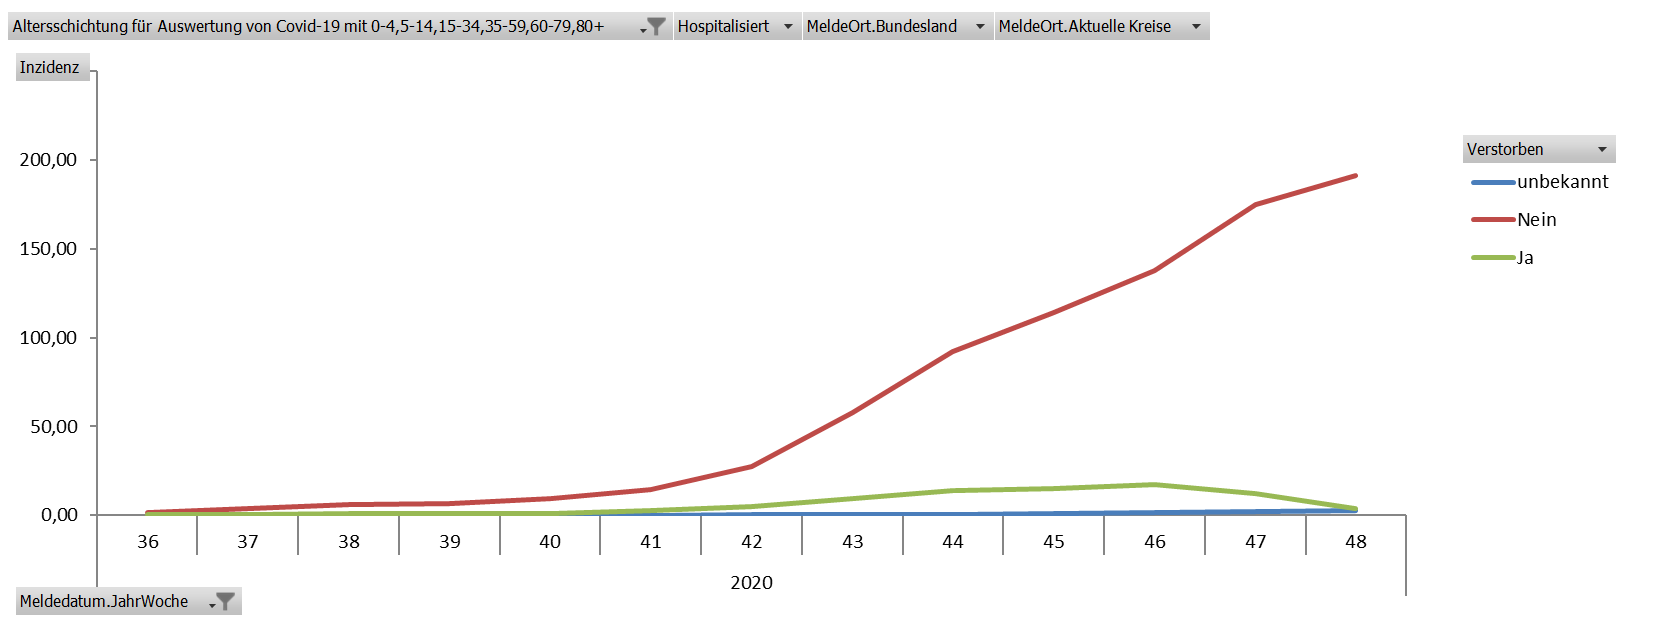 Altersschichtung für Auswertung von Covid-19 mit 0-4,5-14,15-34,35-59,60-79,80+ Hospitalisiert MeldeOrt.Bundesland MeldeOrt.Aktuelle Kreise
Inzidenz
200,00
150,00
100,00
50,00
0,00
Verstorben
unbekannt
Nein
Ja
36 37 38 39 40 41 42 43 44 45 46 47 48
2020
Meldedatum.JahrWoche